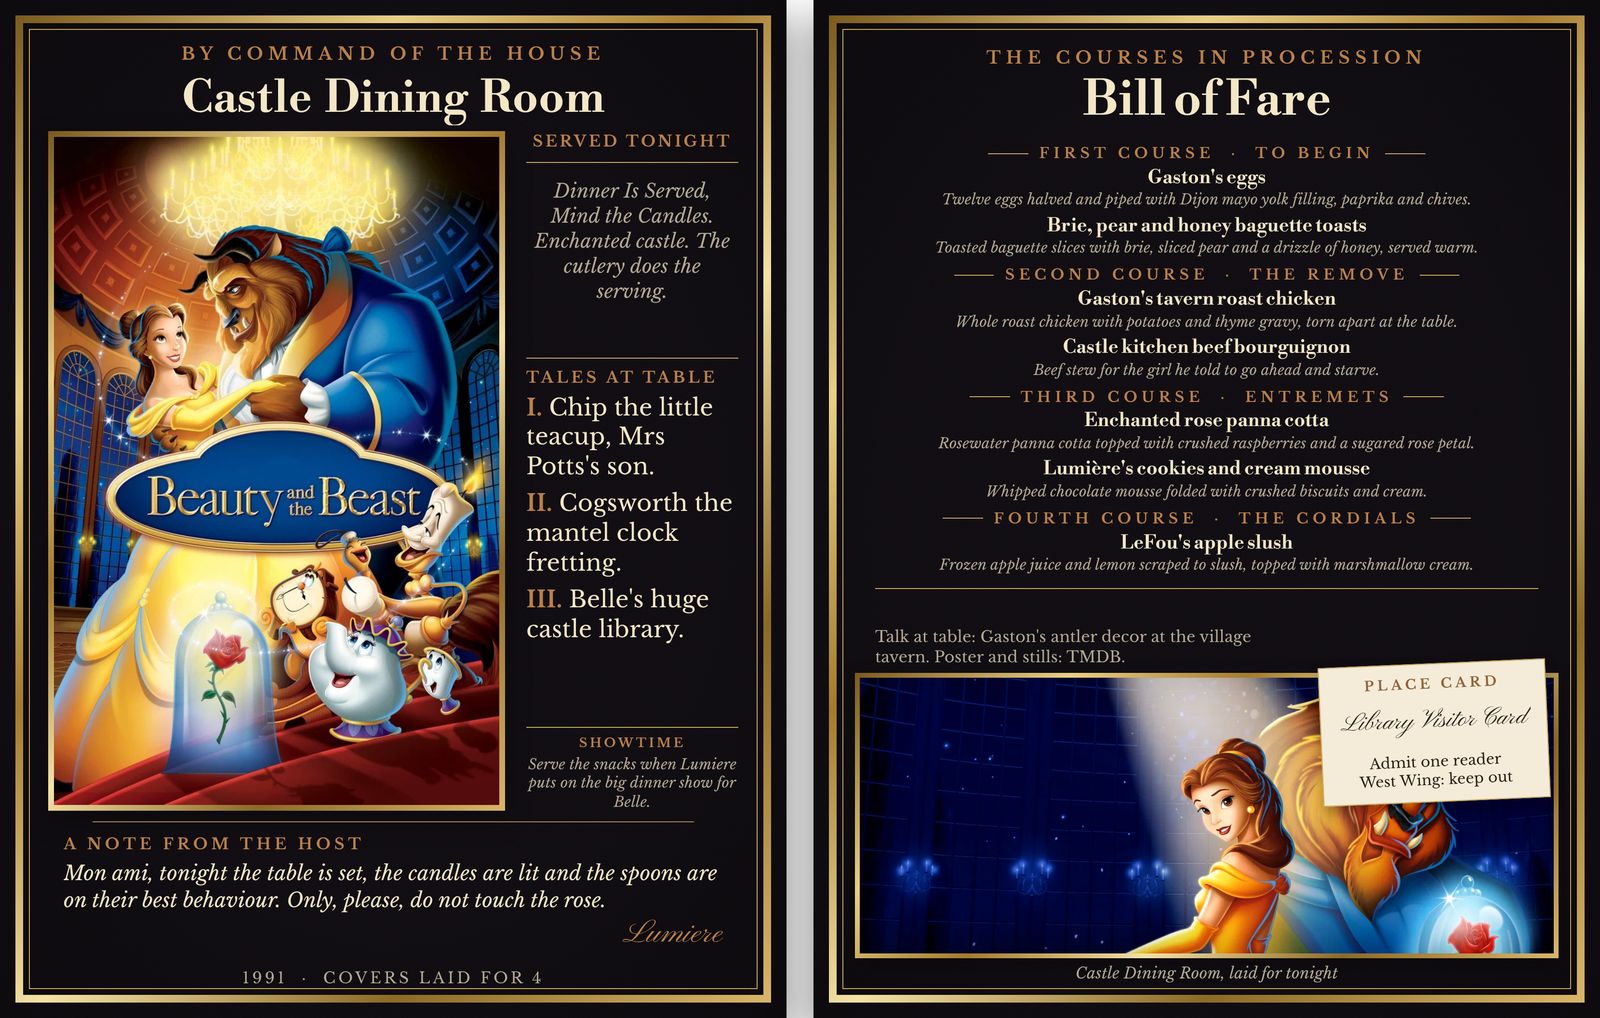 BY COMMAND OF THE HOUSE
Castle Dining Room
Beauty and the Beast
SERVED TONIGHT
Dinner Is Served,
Mind the Candles.
Enchanted castle. The
cutlery does the
serving.
TALES AT TABLE
I. Chip the little
teacup, Mrs
Potts's son.
II. Cogsworth the
mantel clock
fretting.
III. Belle's huge
castle library.
SHOWTIME
Serve the snacks when Lumiere
puts on the big dinner show for
Belle.
A NOTE FROM THE HOST
Mon ami, tonight the table is set, the candles are lit and the spoons are
on their best behaviour. Only, please, do not touch the rose.
Lumiere
1991 · COVERS LAID FOR 4
THE COURSES IN PROCESSION
Bill of Fare
FIRST COURSE · TO BEGIN
Gaston's eggs
Twelve eggs halved and piped with Dijon mayo yolk filling, paprika and chives.
Brie, pear and honey baguette toasts
Toasted baguette slices with brie, sliced pear and a drizzle of honey, served warm.
SECOND COURSE · THE REMOVE
Gaston's tavern roast chicken
Whole roast chicken with potatoes and thyme gravy, torn apart at the table.
Castle kitchen beef bourguignon
Beef stew for the girl he told to go ahead and starve.
THIRD COURSE · ENTREMETS
Enchanted rose panna cotta
Rosewater panna cotta topped with crushed raspberries and a sugared rose petal.
Lumière's cookies and cream mousse
Whipped chocolate mousse folded with crushed biscuits and cream.
FOURTH COURSE · THE CORDIALS
LeFou's apple slush
Frozen apple juice and lemon scraped to slush, topped with marshmallow cream.
Talk at table: Gaston's antler decor at the village
tavern. Poster and stills: TMDB.
PLACE CARD
Library Visitor Card
Admit one reader
West Wing: keep out
Castle Dining Room, laid for tonight